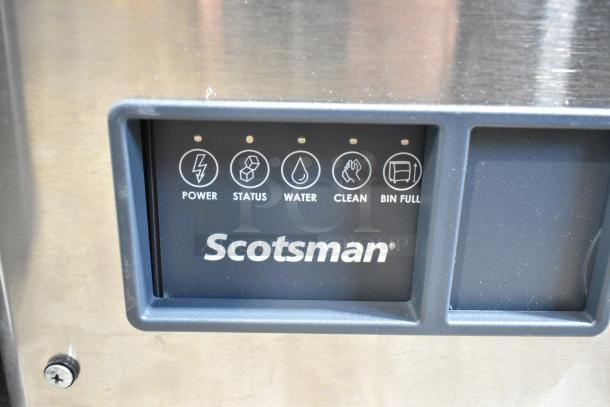 POWER STATUS WATER CLEAN BIN FULL
Scotsman®